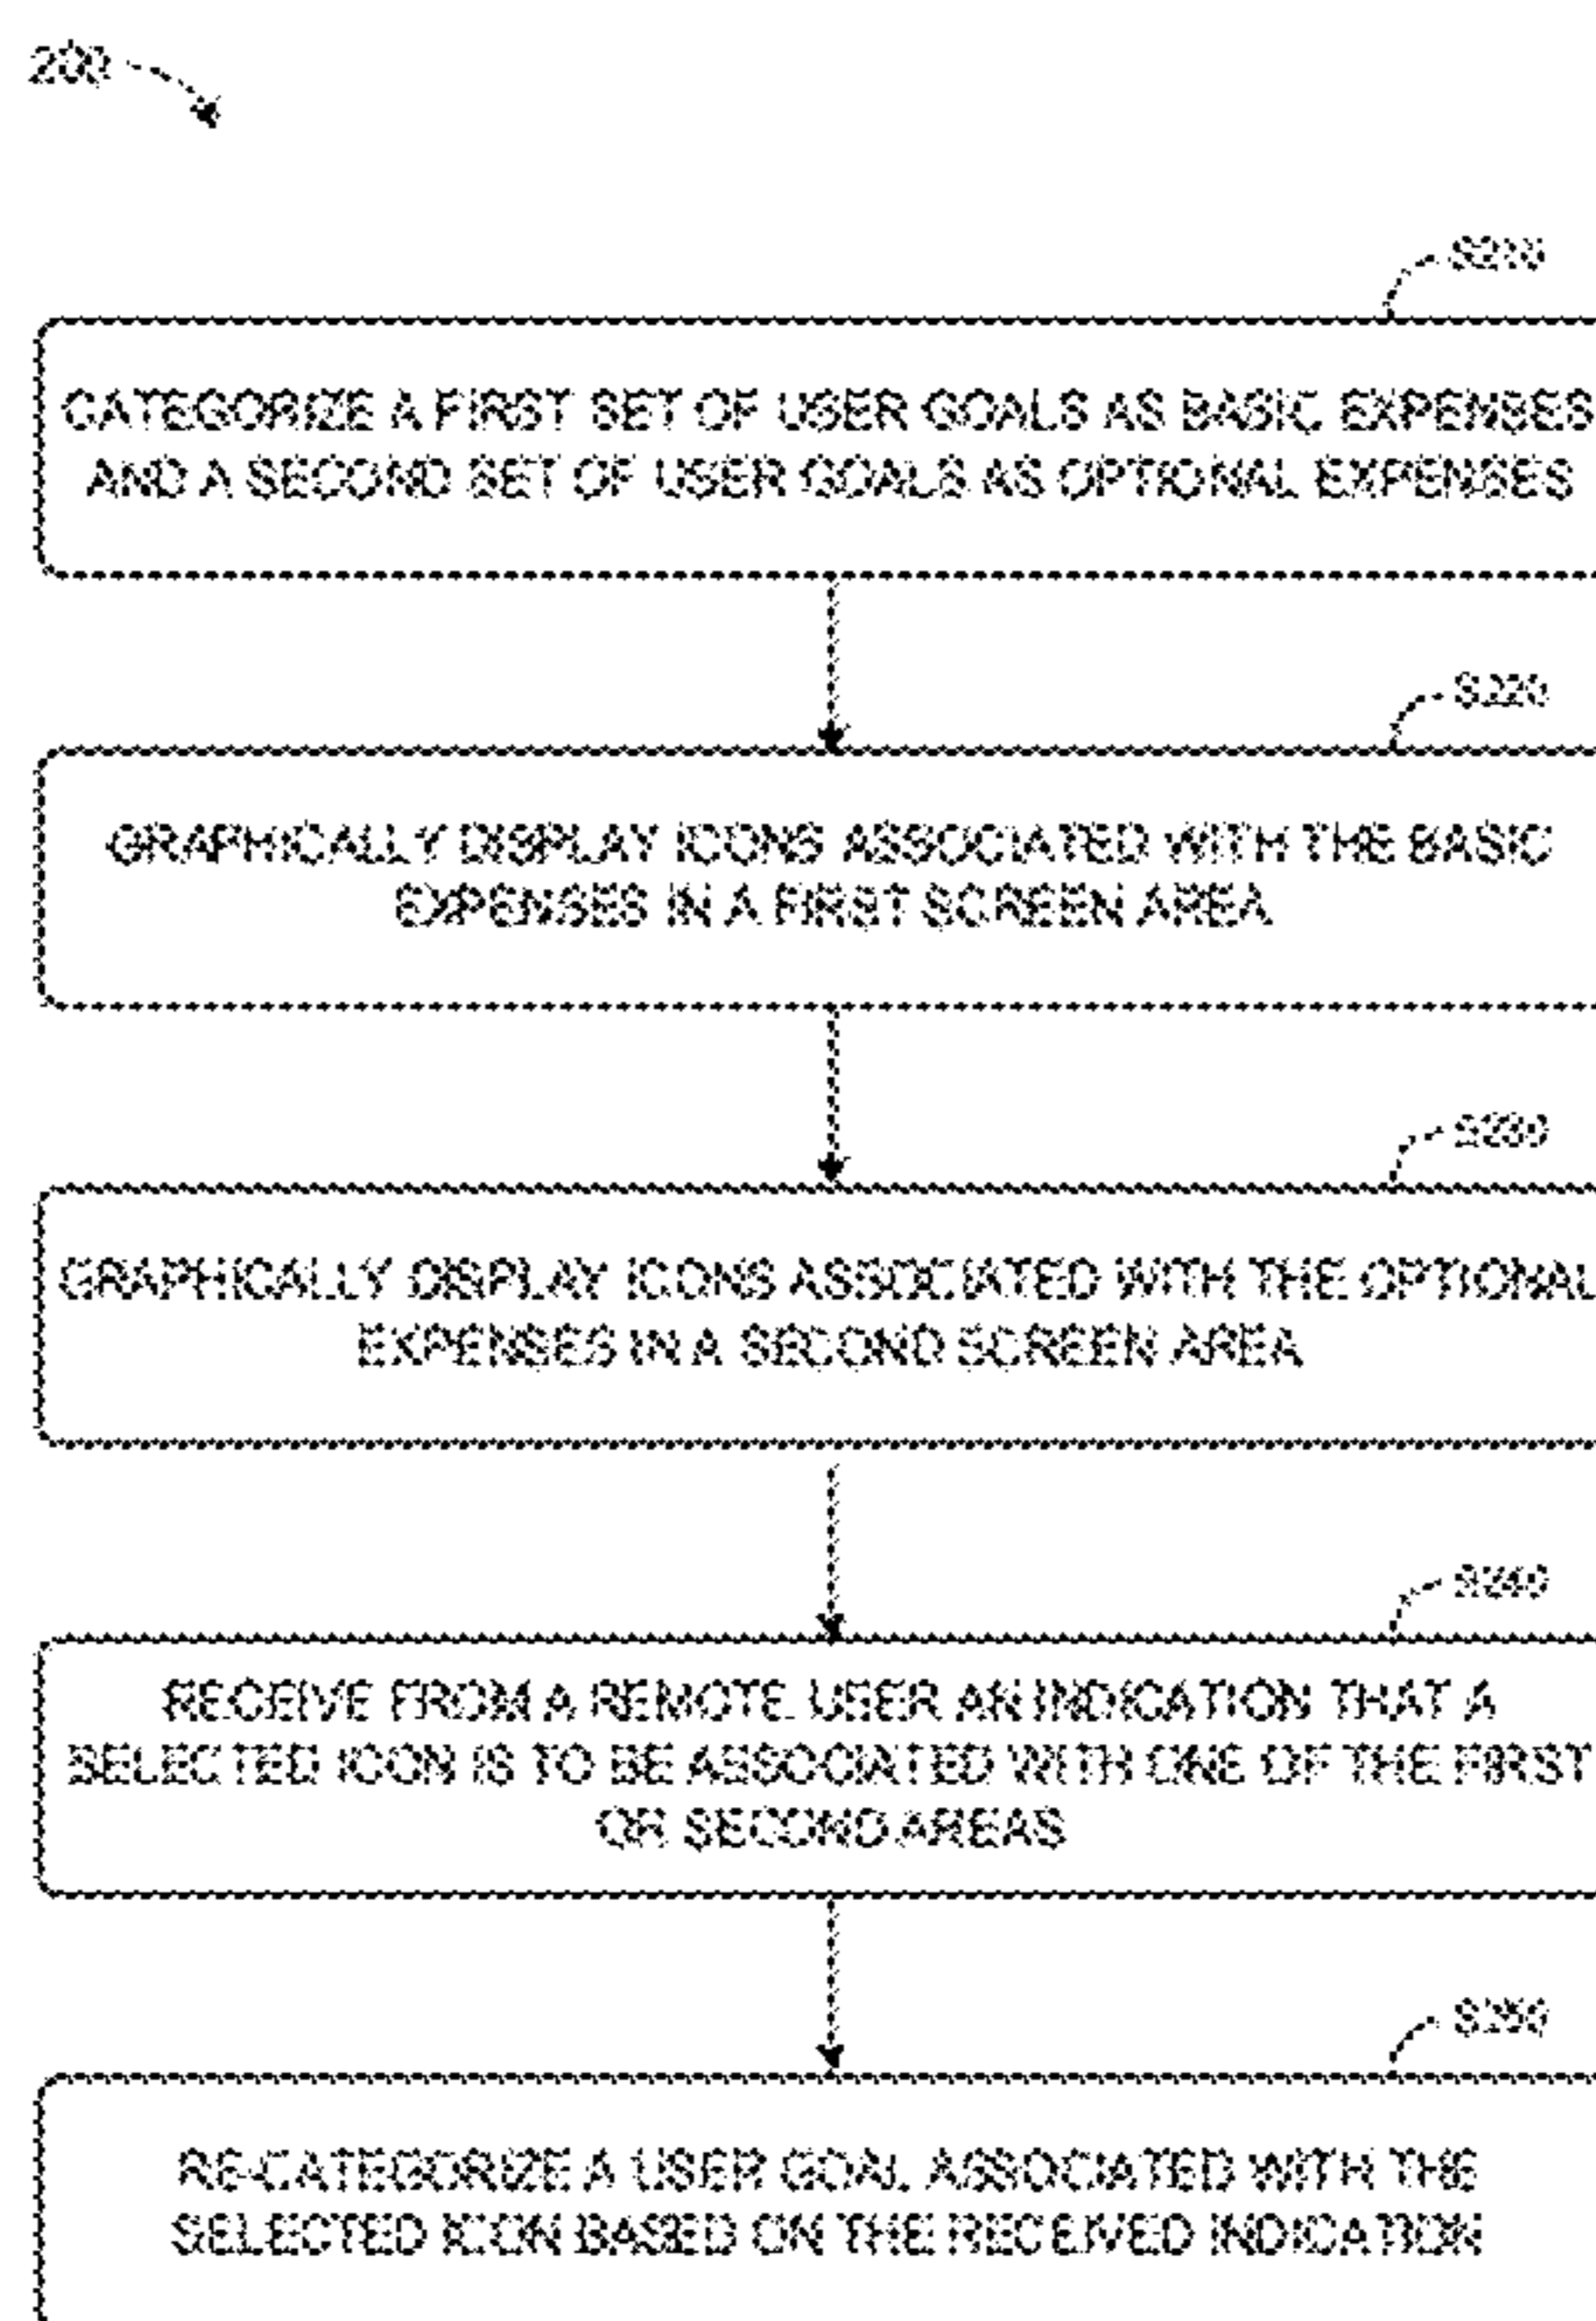 200
S210
CATEGORIZE A FIRST SET OF USER GOALS AS BASIC EXPENSES
AND A SECOND SET OF USER GOALS AS OPTIONAL EXPENSES
S220
GRAPHICALLY DISPLAY ICONS ASSOCIATED WITH THE BASIC
EXPENSES IN A FIRST SCREEN AREA
S230
GRAPHICALLY DISPLAY ICONS ASSOCIATED WITH THE OPTIONAL
EXPENSES IN A SECOND SCREEN AREA
S240
RECEIVE FROM A REMOTE USER AN INDICATION THAT A
SELECTED ICON IS TO BE ASSOCIATED WITH ONE OF THE FIRST
OR SECOND AREAS
S250
RE-CATEGORIZE A USER GOAL ASSOCIATED WITH THE
SELECTED ICON BASED ON THE RECEIVED INDICATION